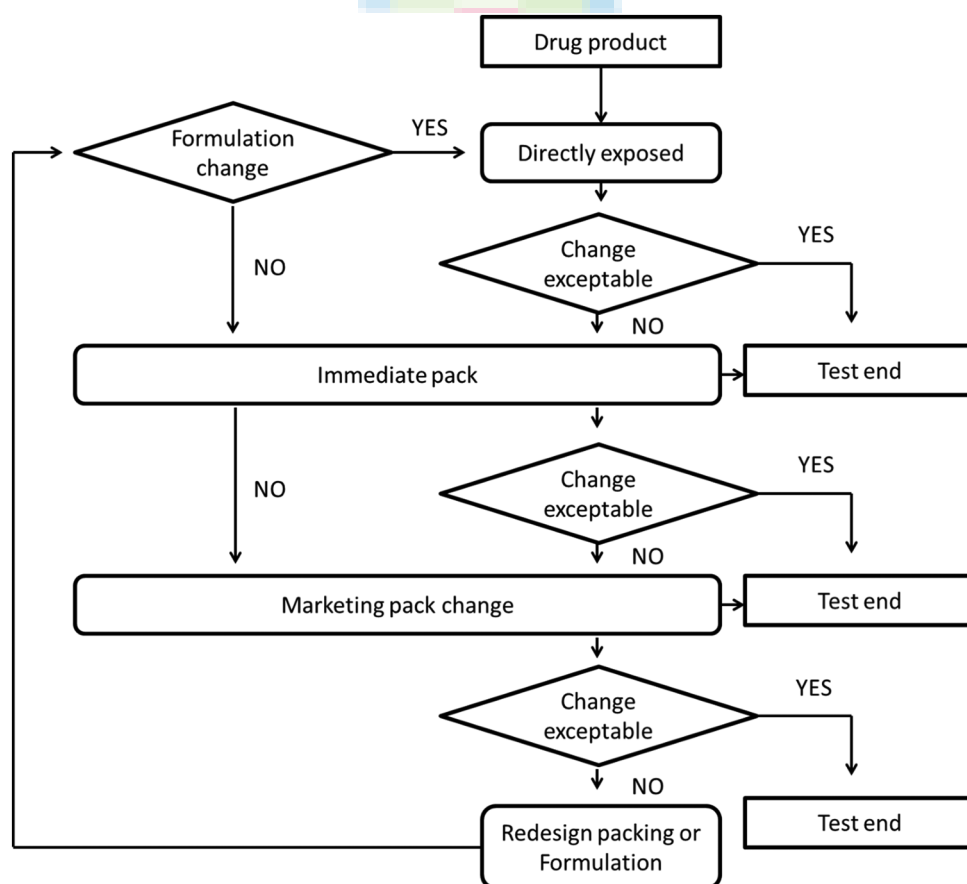 Drug product
Formulation
change
YES
Directly exposed
Change
exceptable
YES
NO
NO
Immediate pack
Test end
Change
exceptable
YES
NO
NO
Marketing pack change
Test end
Change
exceptable
YES
NO
Redesign packing or
Formulation
Test end